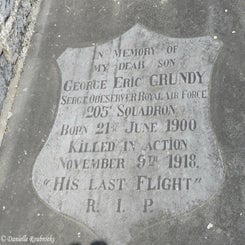 In Memory of
my dear son
George Eric Grundy
Sergt Observer Royal Air Force
205th Squadron
Born 21st June 1900
Killed in action
November 5th 1918.
"His Last Flight"
R. I. P.
© Danielle Roubroeks